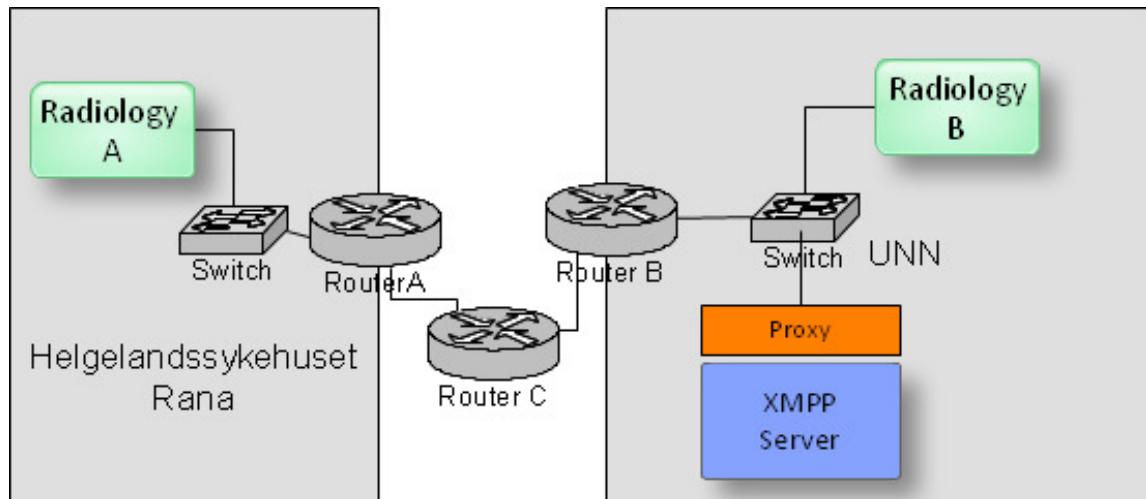 Radiology
A
Switch
RouterA
Helgelandssykehuset
Rana
Router C
Router B
Radiology
B
Switch
UNN
Proxy
XMPP
Server